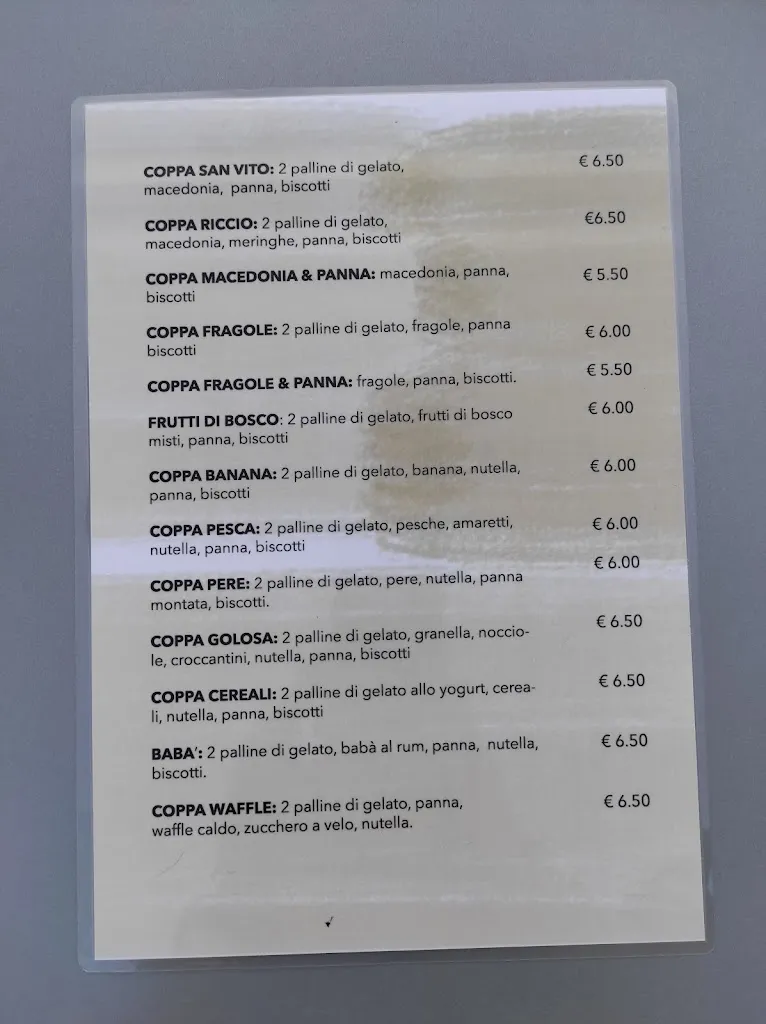 COPPA SAN VITO: 2 palline di gelato, € 6.50
macedonia, panna, biscotti
COPPA RICCIO: 2 palline di gelato, €6.50
macedonia, meringhe, panna, biscotti
COPPA MACEDONIA & PANNA: macedonia, panna, € 5.50
biscotti
COPPA FRAGOLE: 2 palline di gelato, fragole, panna € 6.00
biscotti
COPPA FRAGOLE & PANNA: fragole, panna, biscotti. € 5.50
FRUTTI DI BOSCO: 2 palline di gelato, frutti di bosco € 6.00
misti, panna, biscotti
COPPA BANANA: 2 palline di gelato, banana, nutella, € 6.00
panna, biscotti
COPPA PESCA: 2 palline di gelato, pesche, amaretti, € 6.00
nutella, panna, biscotti
COPPA PERE: 2 palline di gelato, pere, nutella, panna € 6.00
montata, biscotti.
COPPA GOLOSA: 2 palline di gelato, granella, noccio- € 6.50
le, croccantini, nutella, panna, biscotti
COPPA CEREALI: 2 palline di gelato allo yogurt, cerea- € 6.50
li, nutella, panna, biscotti
BABA': 2 palline di gelato, babà al rum, panna, nutella, € 6.50
biscotti.
COPPA WAFFLE: 2 palline di gelato, panna, € 6.50
waffle caldo, zucchero a velo, nutella.